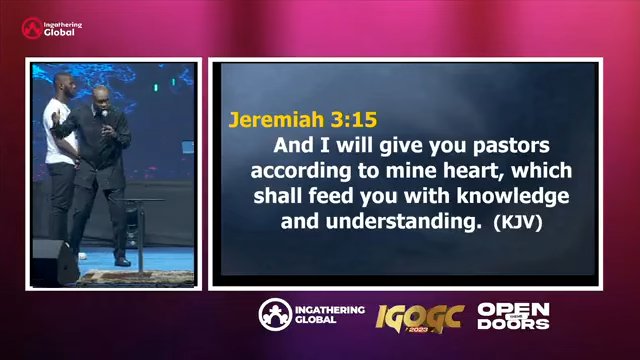 Ingathering
Global
Jeremiah 3:15
And I will give you pastors
according to mine heart, which
shall feed you with knowledge
and understanding. (KJV)
INGATHERING
GLOBAL
IGOGC
2023
OPEN
DOORS